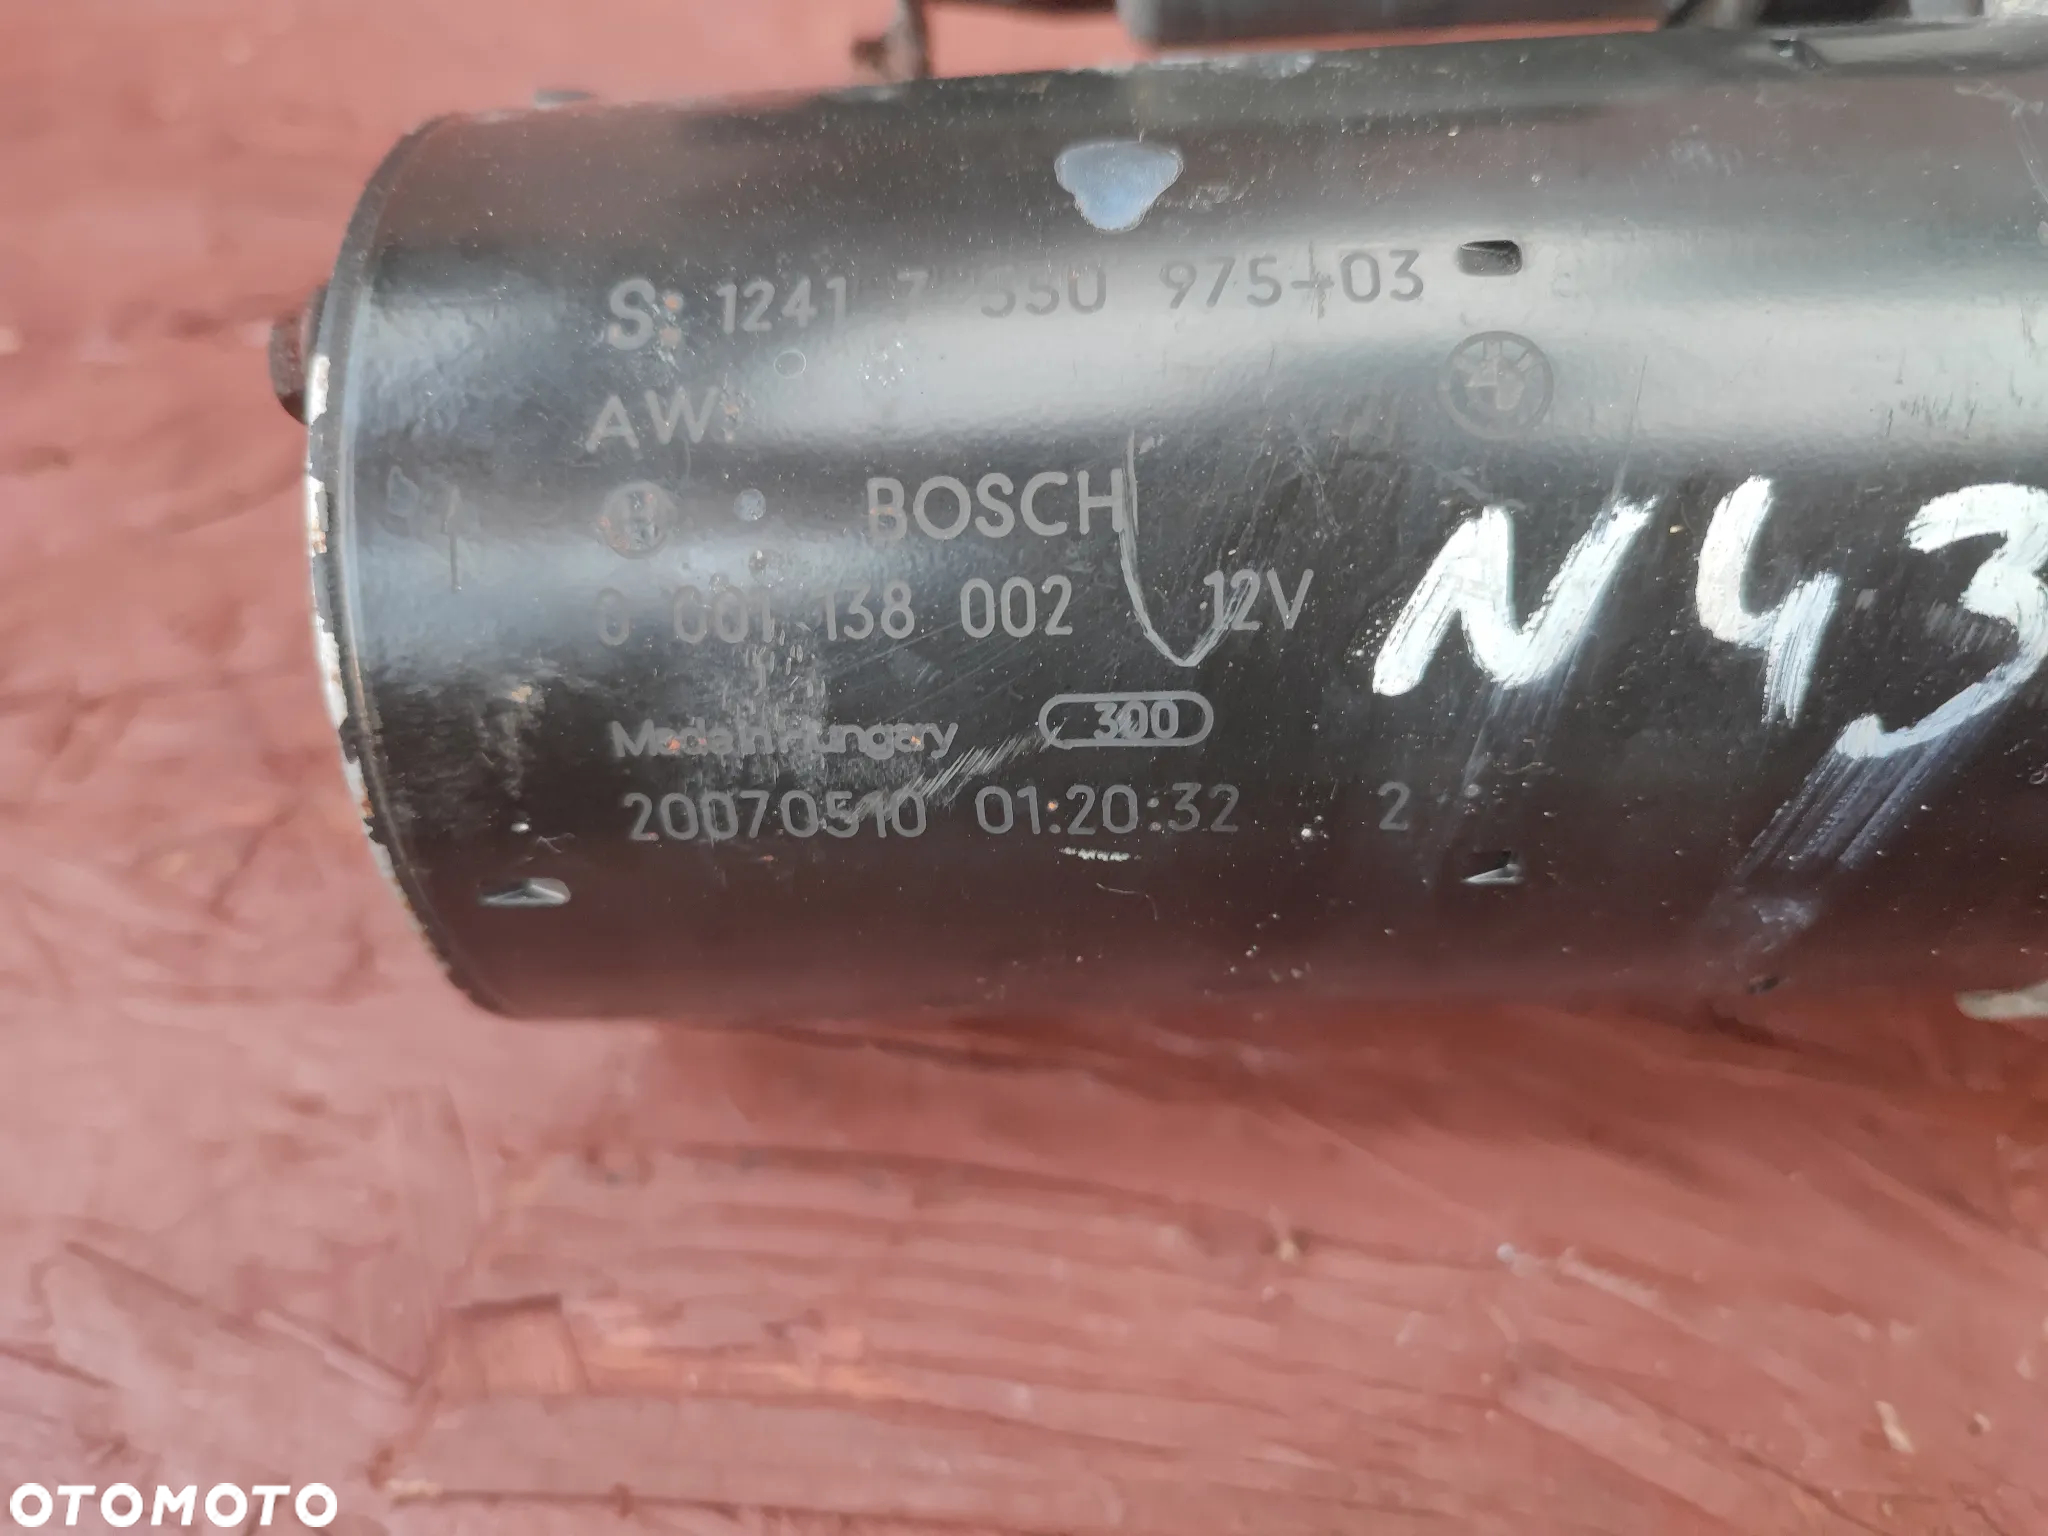 S: 1241 7 550 975-03
AW:
BOSCH
0 001 138 002 12V
Made in Hungary 300
20070510 01:20:32 2
N43
OTOMOTO